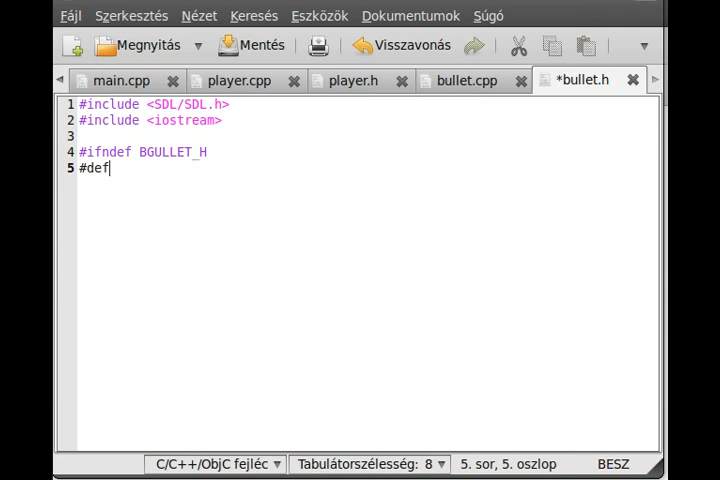 Fájl Szerkesztés Nézet Keresés Eszközök Dokumentumok Súgó
Megnyitás Mentés Visszavonás
main.cpp player.cpp player.h bullet.cpp *bullet.h
1 #include <SDL/SDL.h>
2 #include <iostream>
3
4 #ifndef BGULLET_H
5 #def
C/C++/ObjC fejléc Tabulátorszélesség: 8 5. sor, 5. oszlop BESZ